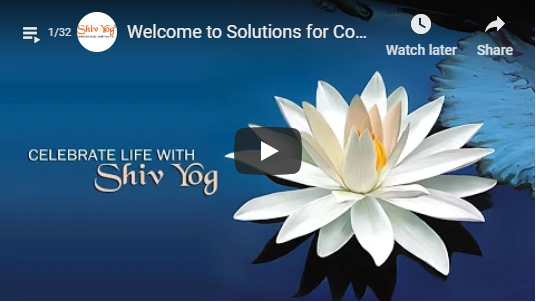 1/32
Shiv Yog
Welcome to Solutions for Co...
Watch later
Share
CELEBRATE LIFE WITH
Shiv Yog